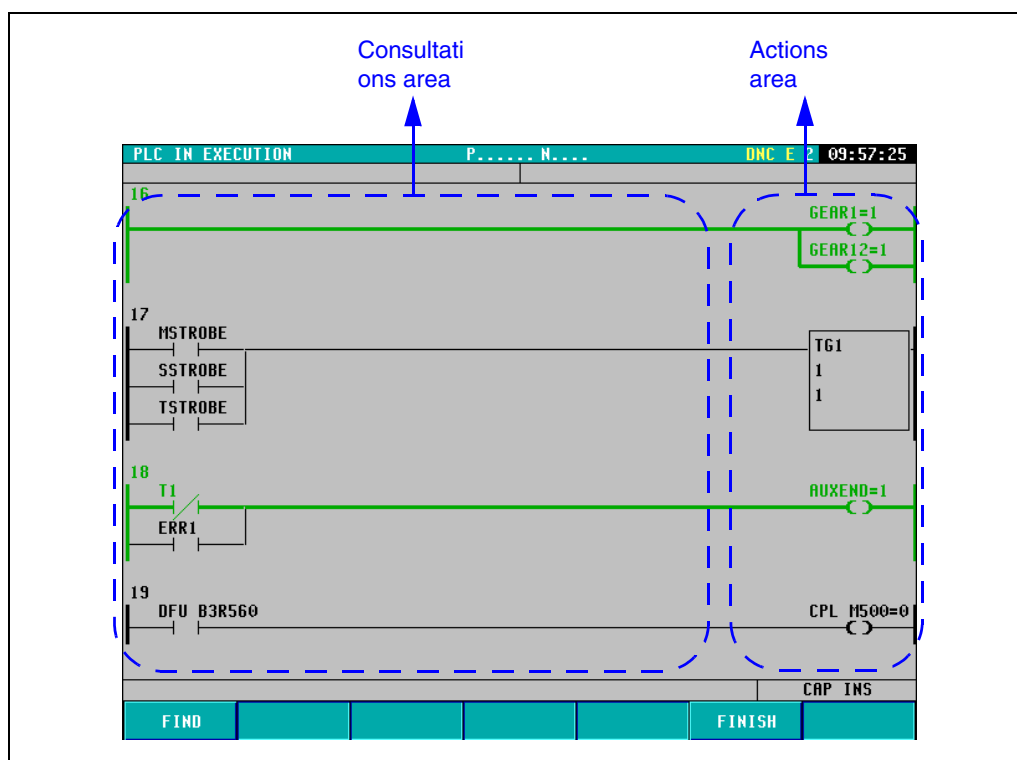 Consultati
ons area
Actions
area
PLC IN EXECUTION P...... N.... DNC E 2 09:57:25
16
GEAR1=1
GEAR12=1
17
MSTROBE
TG1
SSTROBE
1
1
TSTROBE
18
T1
AUXEND=1
ERR1
19
DFU B3R560
CPL M500=0
CAP INS
FIND FINISH